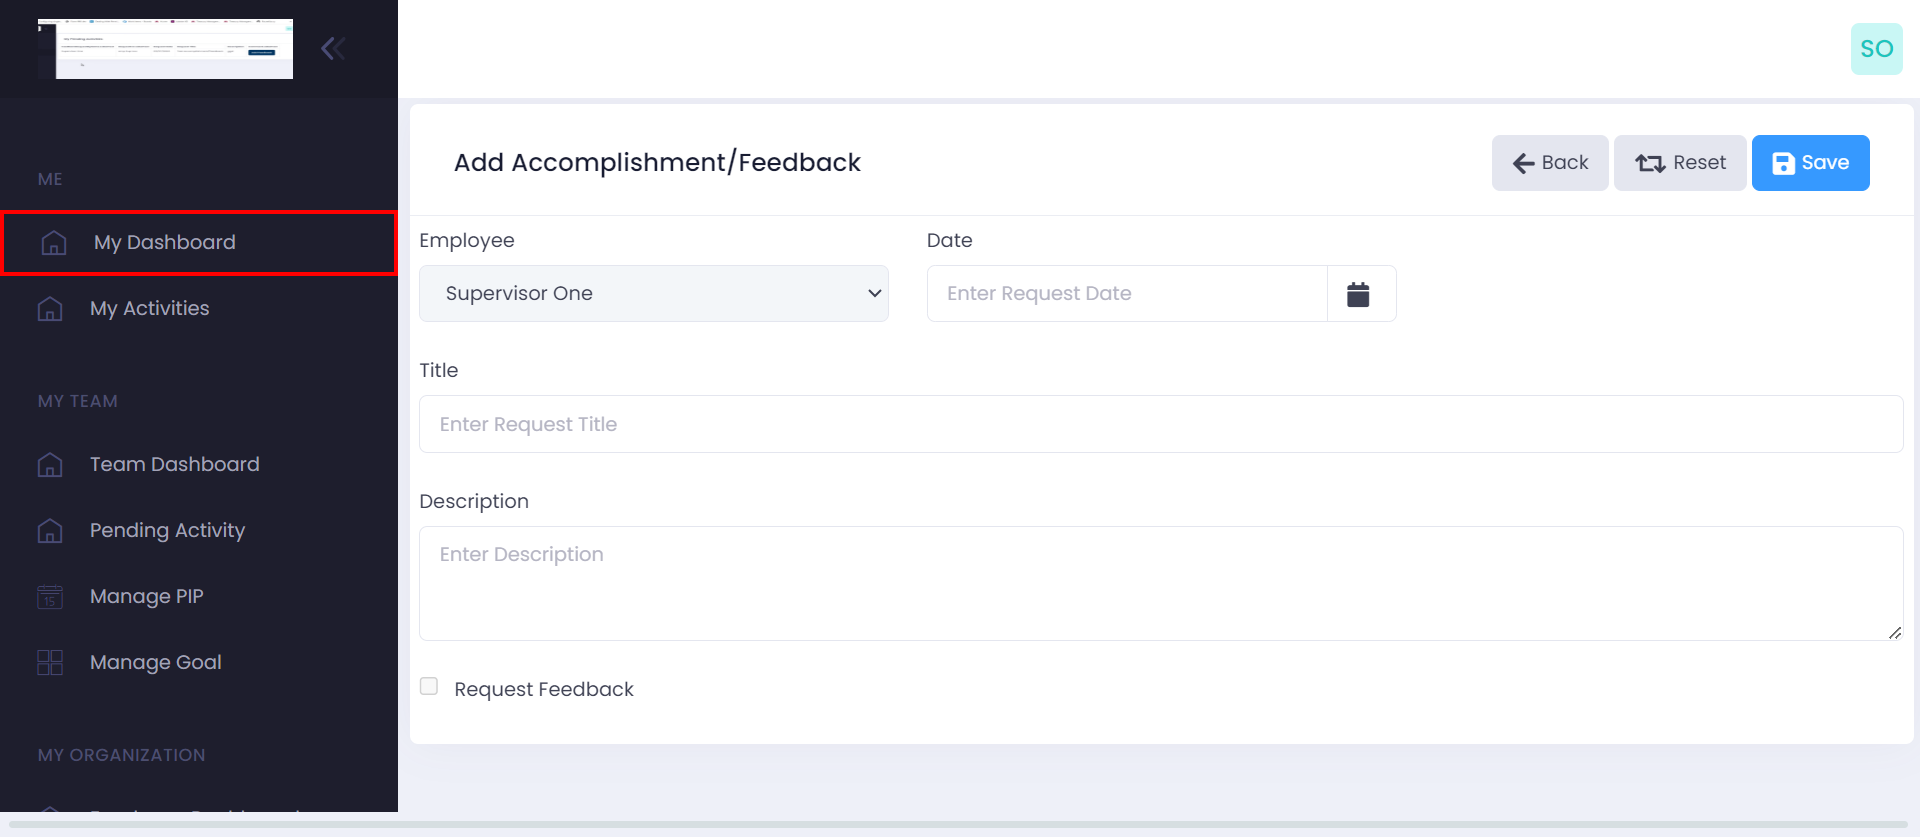 SO
ME
My Dashboard
My Activities
MY TEAM
Team Dashboard
Pending Activity
15
Manage PIP
Manage Goal
MY ORGANIZATION
Add Accomplishment/Feedback
Back
Reset
Save
Employee
Date
Supervisor One
Enter Request Date
Title
Enter Request Title
Description
Enter Description
Request Feedback